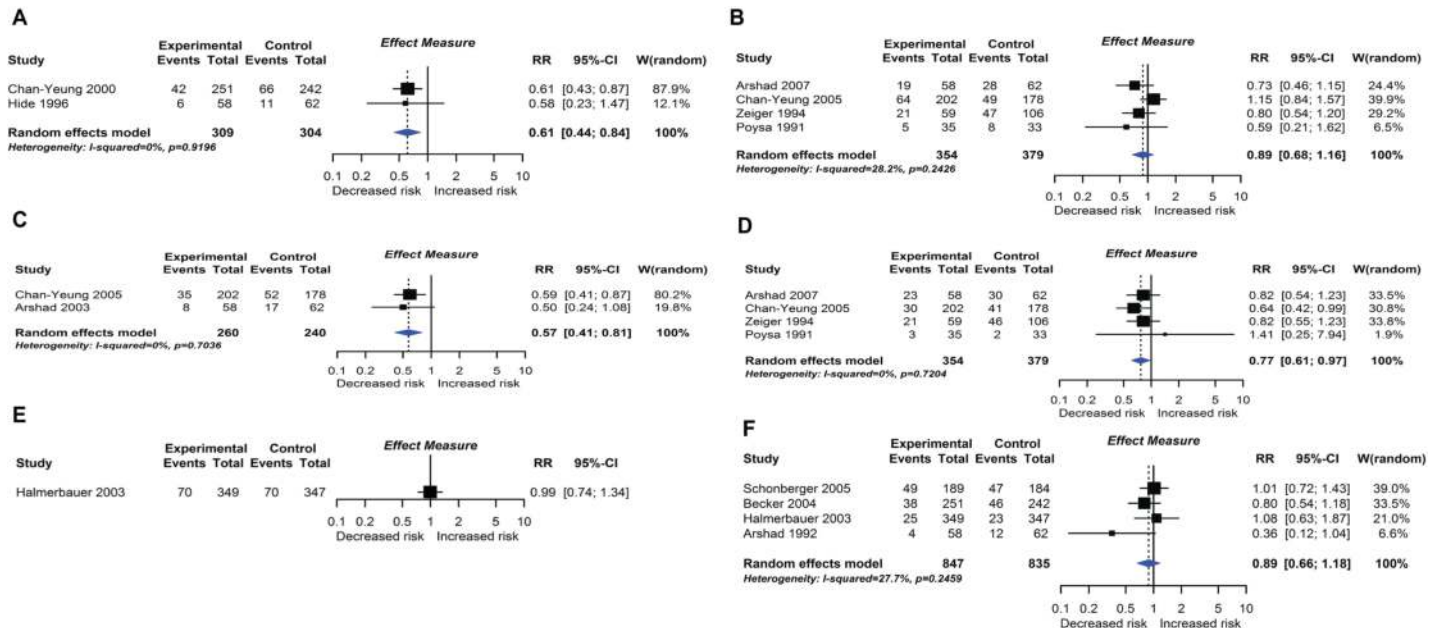 A
Experimental Control Effect Measure
Study Events Total Events Total RR 95%-CI W(random)
Chan-Yeung 2000 42 251 66 242 0.61 [0.43; 0.87] 87.9%
Hide 1996 6 58 11 62 0.58 [0.23; 1.47] 12.1%
Random effects model 309 304 0.61 [0.44; 0.84] 100%
Heterogeneity: I-squared=0%, p=0.9196
0.1 0.5 1 2 5 10
Decreased risk Increased risk
B
Experimental Control Effect Measure
Study Events Total Events Total RR 95%-CI W(random)
Arshad 2007 19 58 28 62 0.73 [0.46; 1.15] 24.4%
Chan-Yeung 2005 64 202 49 178 1.15 [0.84; 1.57] 39.9%
Zeiger 1994 21 59 47 106 0.80 [0.54; 1.20] 29.2%
Poysa 1991 5 35 8 33 0.59 [0.21; 1.62] 6.5%
Random effects model 354 379 0.89 [0.68; 1.16] 100%
Heterogeneity: I-squared=28.2%, p=0.2426
0.1 0.5 1 2 5 10
Decreased risk Increased risk
C
Experimental Control Effect Measure
Study Events Total Events Total RR 95%-CI W(random)
Chan-Yeung 2005 35 202 52 178 0.59 [0.41; 0.87] 80.2%
Arshad 2003 8 58 17 62 0.50 [0.24; 1.08] 19.8%
Random effects model 260 240 0.57 [0.41; 0.81] 100%
Heterogeneity: I-squared=0%, p=0.7036
0.1 0.5 1 2 5 10
Decreased risk Increased risk
D
Experimental Control Effect Measure
Study Events Total Events Total RR 95%-CI W(random)
Arshad 2007 23 58 30 62 0.82 [0.54; 1.23] 33.5%
Chan-Yeung 2005 30 202 41 178 0.64 [0.42; 0.99] 30.8%
Zeiger 1994 21 59 46 106 0.82 [0.55; 1.23] 33.8%
Poysa 1991 3 35 2 33 1.41 [0.25; 7.94] 1.9%
Random effects model 354 379 0.77 [0.61; 0.97] 100%
Heterogeneity: I-squared=0%, p=0.7204
0.1 0.5 1 2 5 10
Decreased risk Increased risk
E
Experimental Control Effect Measure
Study Events Total Events Total RR 95%-CI
Halmerbauer 2003 70 349 70 347 0.99 [0.74; 1.34]
0.1 0.5 1 2 5 10
Decreased risk Increased risk
F
Experimental Control Effect Measure
Study Events Total Events Total RR 95%-CI W(random)
Schonberger 2005 49 189 47 184 1.01 [0.72; 1.43] 39.0%
Becker 2004 38 251 46 242 0.80 [0.54; 1.18] 33.5%
Halmerbauer 2003 25 349 23 347 1.08 [0.63; 1.87] 21.0%
Arshad 1992 4 58 12 62 0.36 [0.12; 1.04] 6.6%
Random effects model 847 835 0.89 [0.66; 1.18] 100%
Heterogeneity: I-squared=27.7%, p=0.2459
0.1 0.5 1 2 5 10
Decreased risk Increased risk